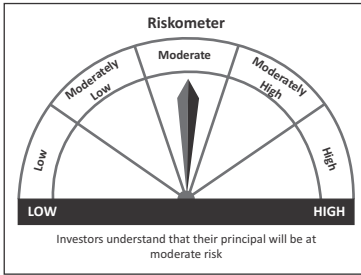 Riskometer
Moderate
Moderately
Low
Moderately
High
Low
High
LOW
HIGH
Investors understand that their principal will be at
moderate risk